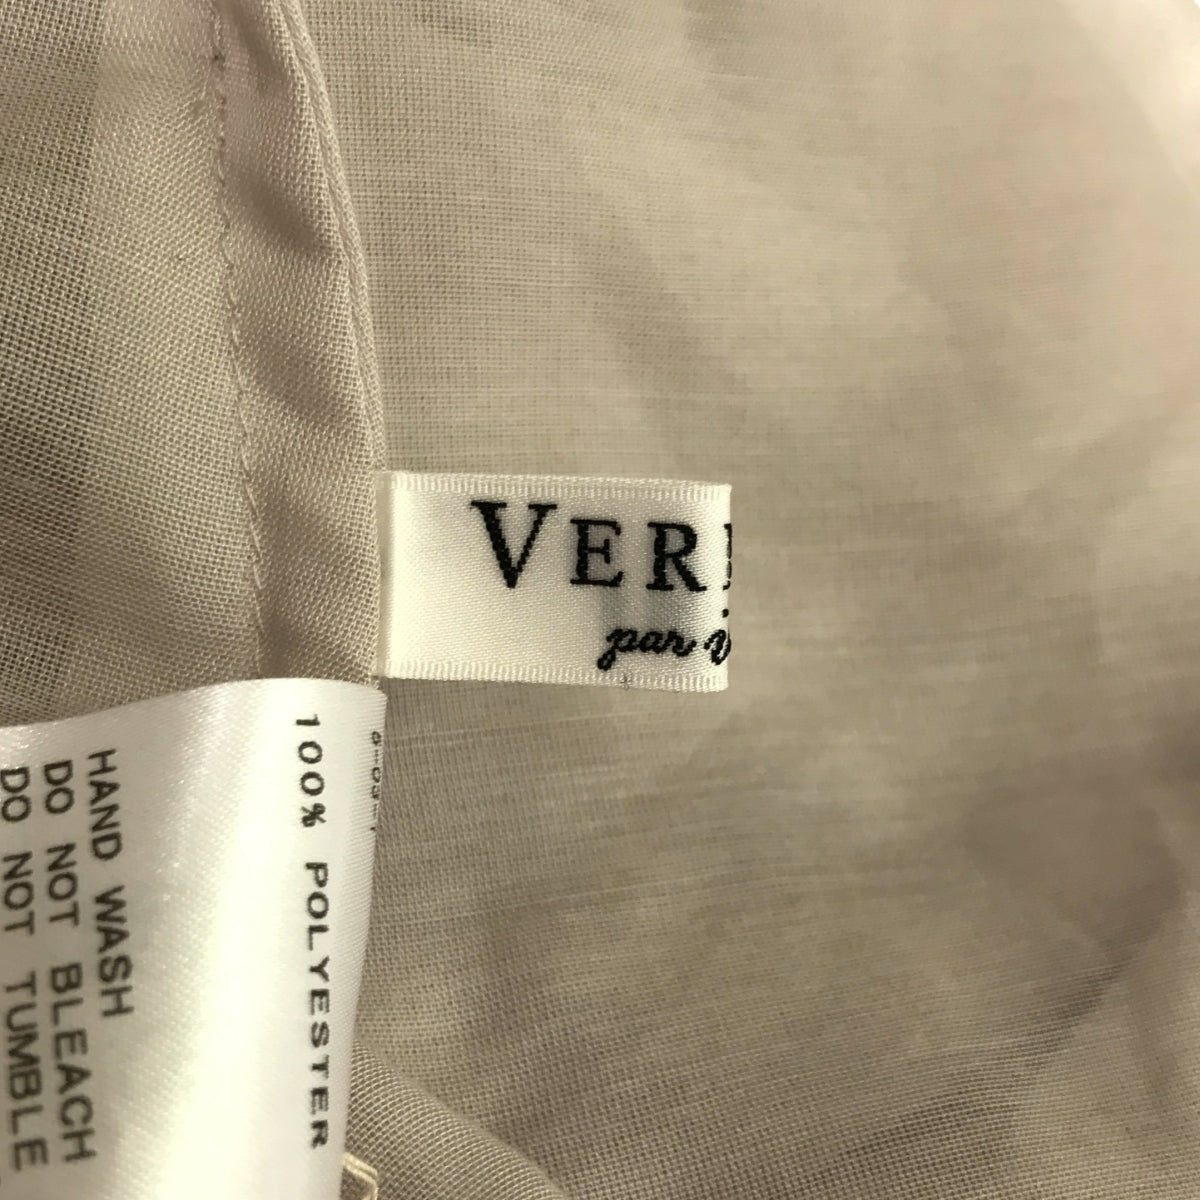 VER
par
100% POLYESTER
HAND WASH
DO NOT BLEACH
DO NOT TUMBLE